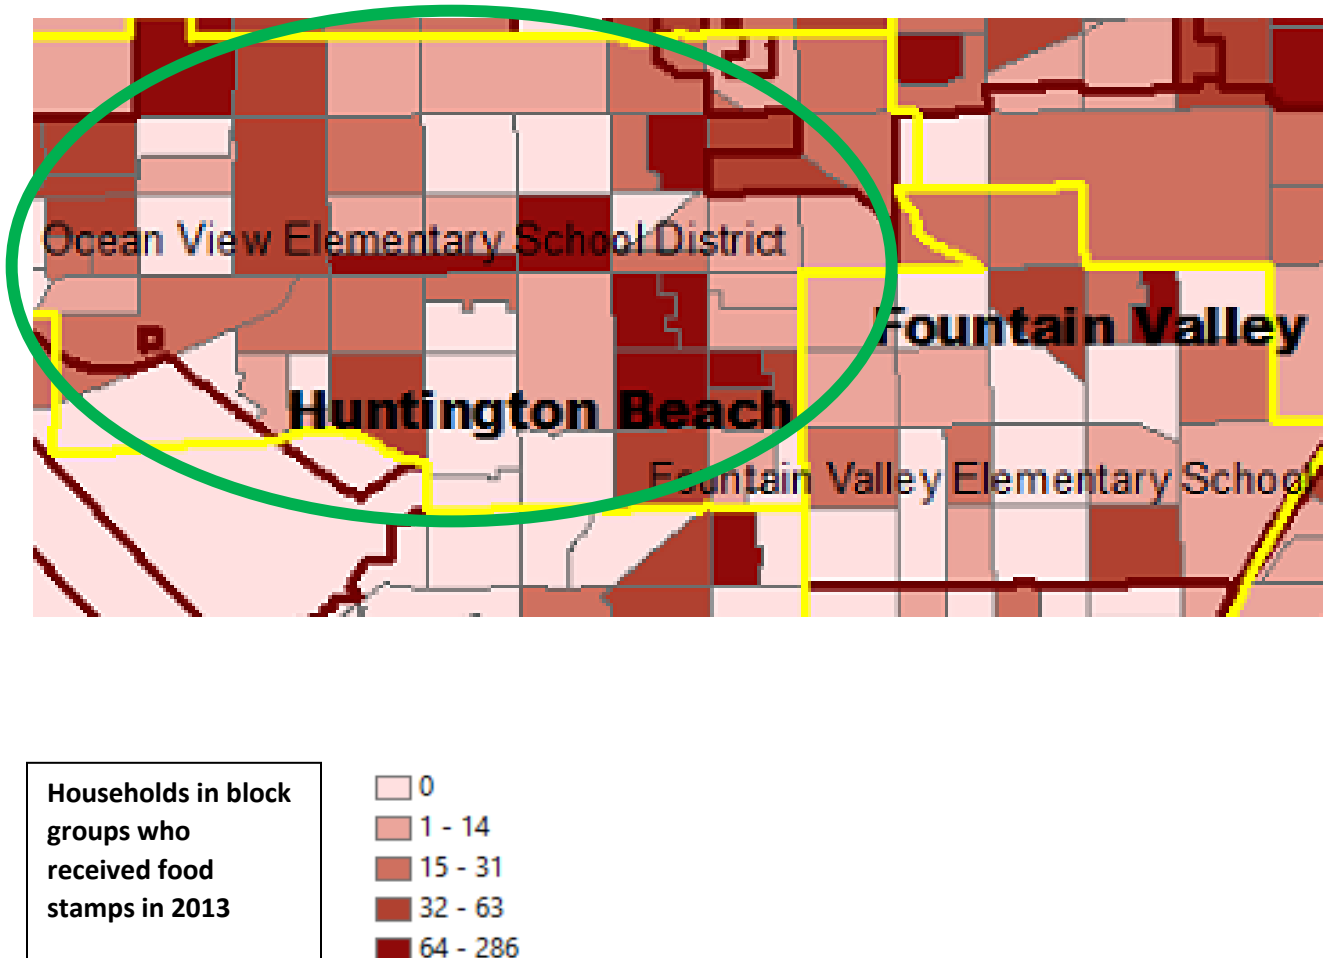 Ocean View Elementary School District
Fountain Valley
Huntington Beach
Fountain Valley Elementary School
Households in block
groups who
received food
stamps in 2013
0
1 - 14
15 - 31
32 - 63
64 - 286